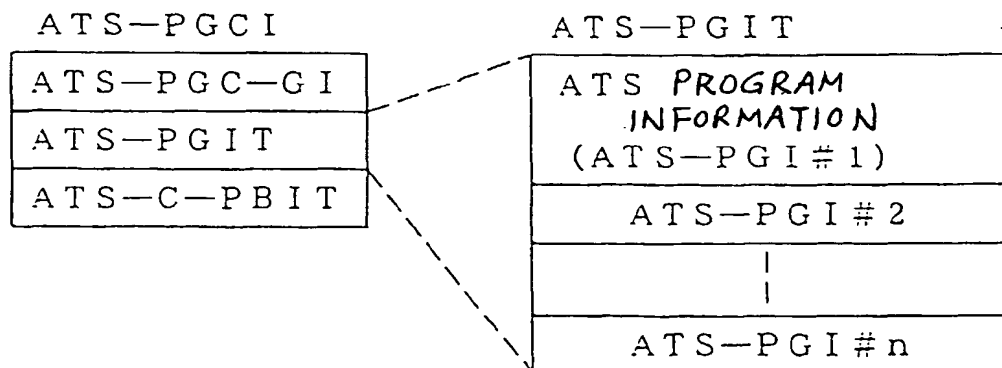 ATS-PGCI
ATS-PGC-GI
ATS-PGIT
ATS-C-PBIT
ATS-PGIT
ATS PROGRAM
INFORMATION
(ATS-PGI#1)
ATS-PGI#2
ATS-PGI#n